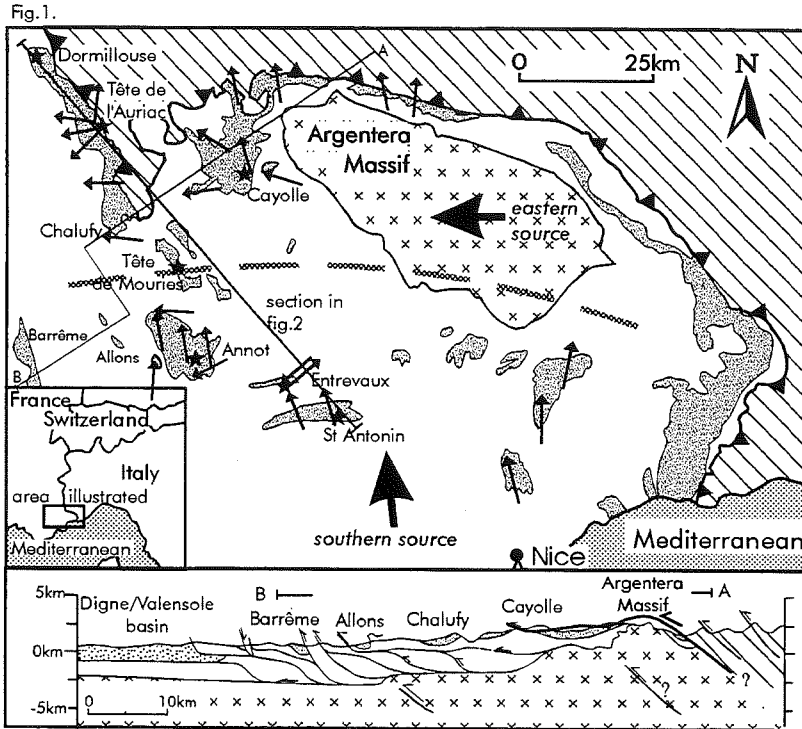 Fig.1.
A
Dormillouse
0 25km
N
Tête de
l'Auriac
Argentera
Massif
Cayolle
eastern
source
Chalufy
Tête
de Mouries
section in
fig.2
Barrême
Allons
Annot
B
Entrevaux
St Antonin
France
Switzerland
Italy
area illustrated
Mediterranean
southern source
Nice
Mediterranean
5km
0km
-5km
Digne/Valensole
basin
B
Barrême
Allons
Chalufy
Cayolle
Argentera
Massif
A
? ?
0 10km